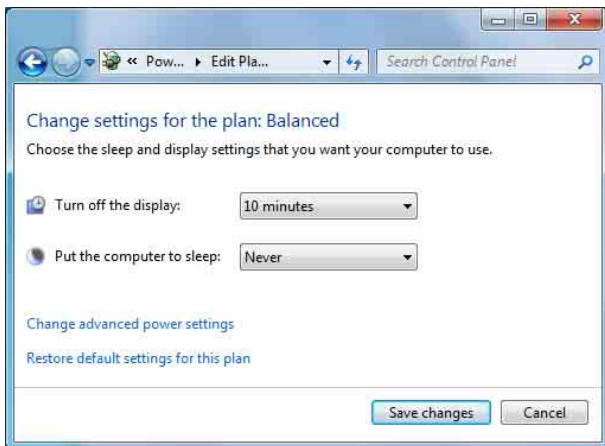 « Pow... ▸ Edit Pla...
Search Control Panel
Change settings for the plan: Balanced
Choose the sleep and display settings that you want your computer to use.
Turn off the display: 10 minutes
Put the computer to sleep: Never
Change advanced power settings
Restore default settings for this plan
Save changes Cancel